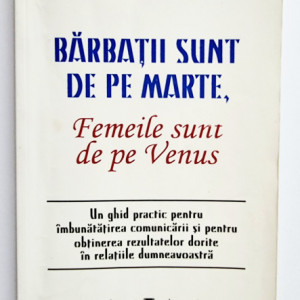 BĂRBAȚII SUNT
DE PE MARTE,
Femeile sunt
de pe Venus
Un ghid practic pentru
îmbunătățirea comunicării și pentru
obținerea rezultatelor dorite
în relațiile dumneavoastră